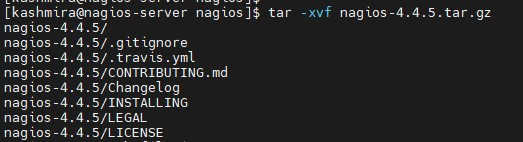 [kashmira@nagios-server nagios]$ tar -xvf nagios-4.4.5.tar.gz
nagios-4.4.5/
nagios-4.4.5/.gitignore
nagios-4.4.5/.travis.yml
nagios-4.4.5/CONTRIBUTING.md
nagios-4.4.5/Changelog
nagios-4.4.5/INSTALLING
nagios-4.4.5/LEGAL
nagios-4.4.5/LICENSE